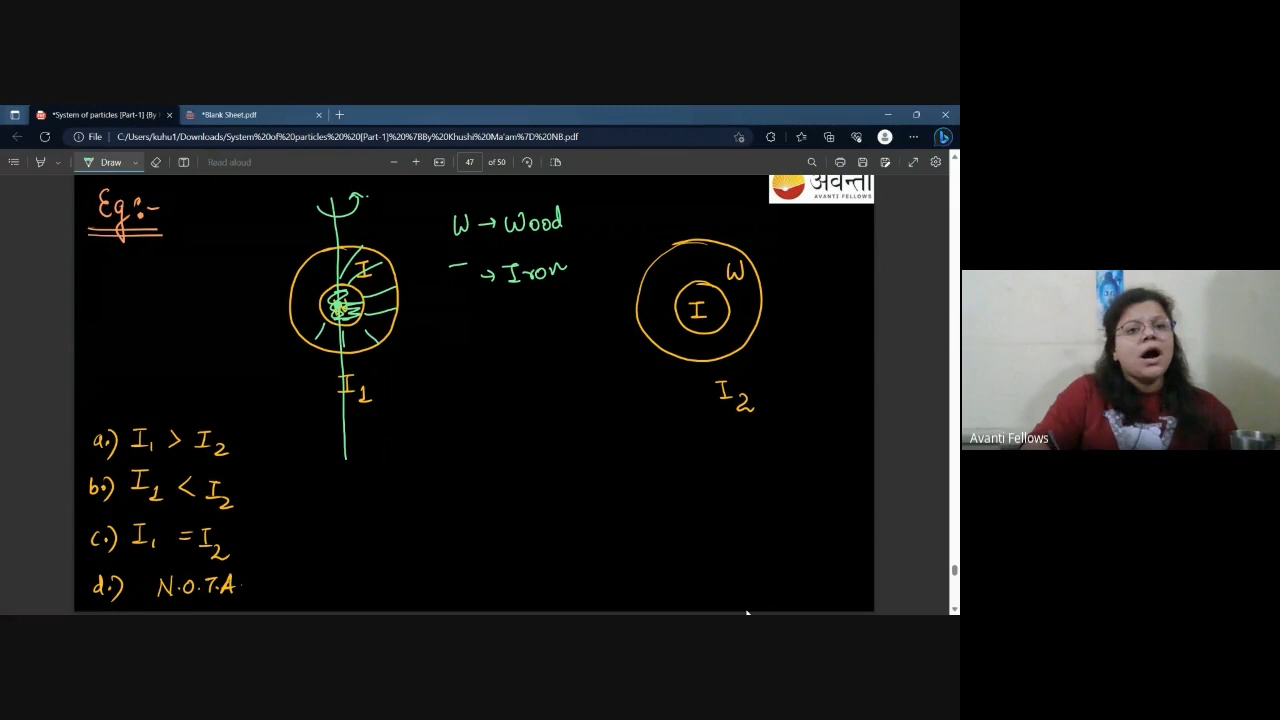 *System of particles [Part-1] (By
*Blank Sheet.pdf
File
C:/Users/kuhu1/Downloads/System%20of%20particles%20%20[Part-1]%20%7BBy%20Khushi%20Ma'am%7D%20NB.pdf
Draw
Read aloud
47 of 50
Eg:-
अवन्ती
AVANTI FELLOWS
W → Wood
→ Iron
I
W
I
I1
I2
a.) I1 > I2
b.) I1 < I2
c.) I1 = I2
d.) N.O.T.A.
Avanti Fellows